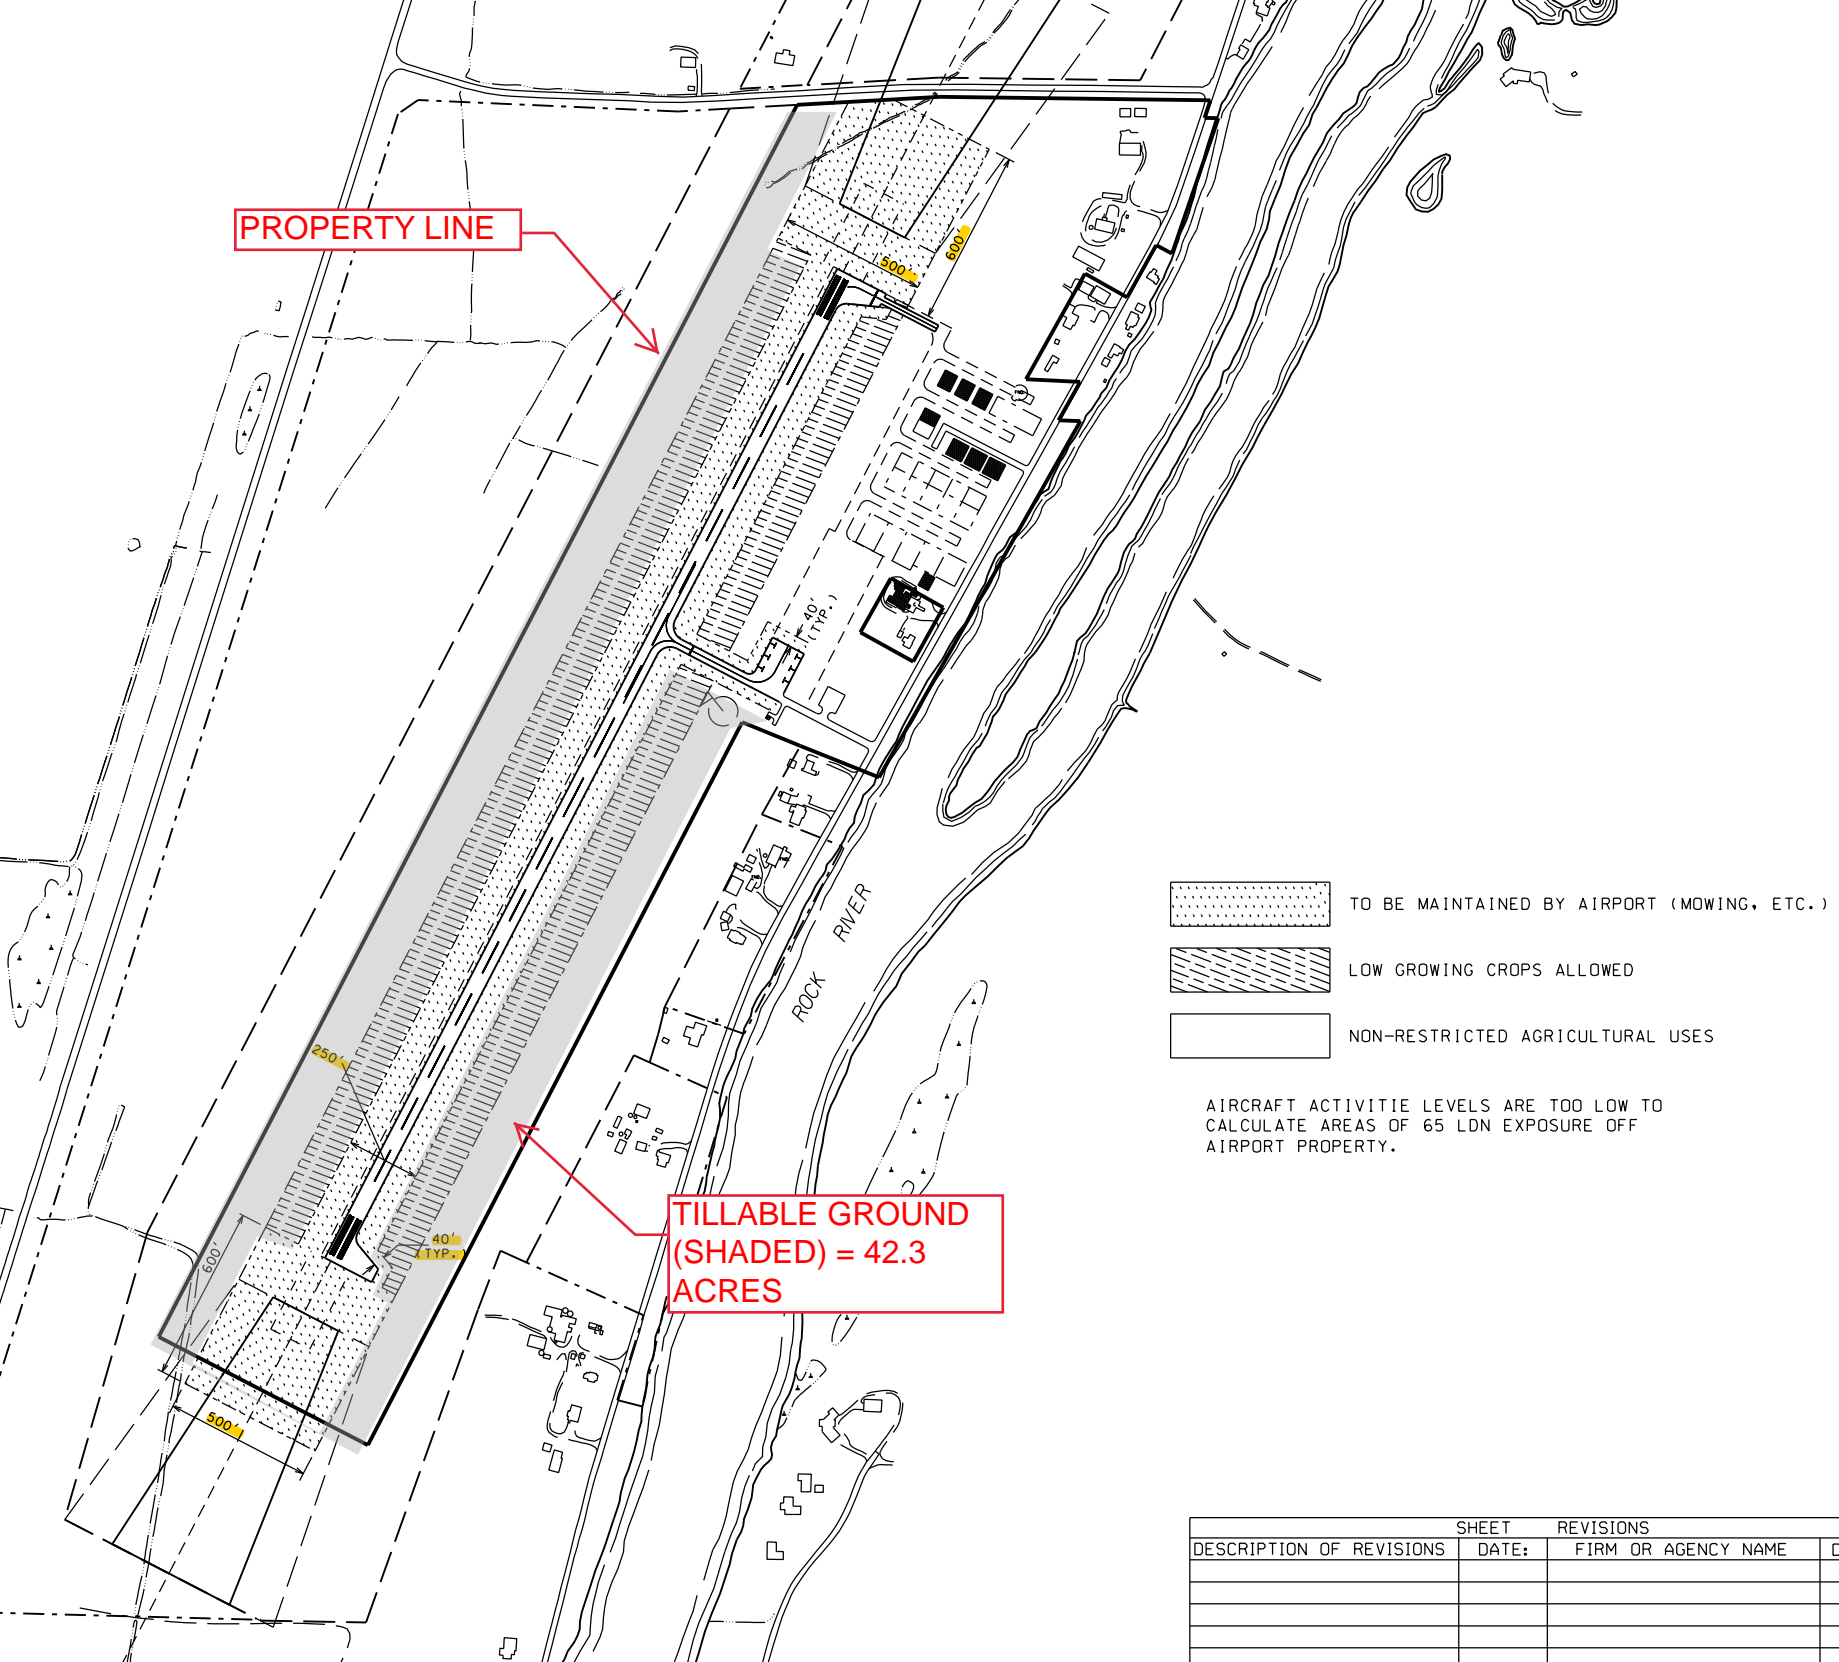 PROPERTY LINE
600'
500'
40'
(TYP.)
RIVER
ROCK
TO BE MAINTAINED BY AIRPORT (MOWING, ETC.)
LOW GROWING CROPS ALLOWED
NON-RESTRICTED AGRICULTURAL USES
250'
AIRCRAFT ACTIVITIE LEVELS ARE TOO LOW TO
CALCULATE AREAS OF 65 LDN EXPOSURE OFF
AIRPORT PROPERTY.
TILLABLE GROUND
(SHADED) = 42.3
ACRES
40'
(TYP.)
600'
500'
SHEET REVISIONS
DESCRIPTION OF REVISIONS DATE: FIRM OR AGENCY NAME